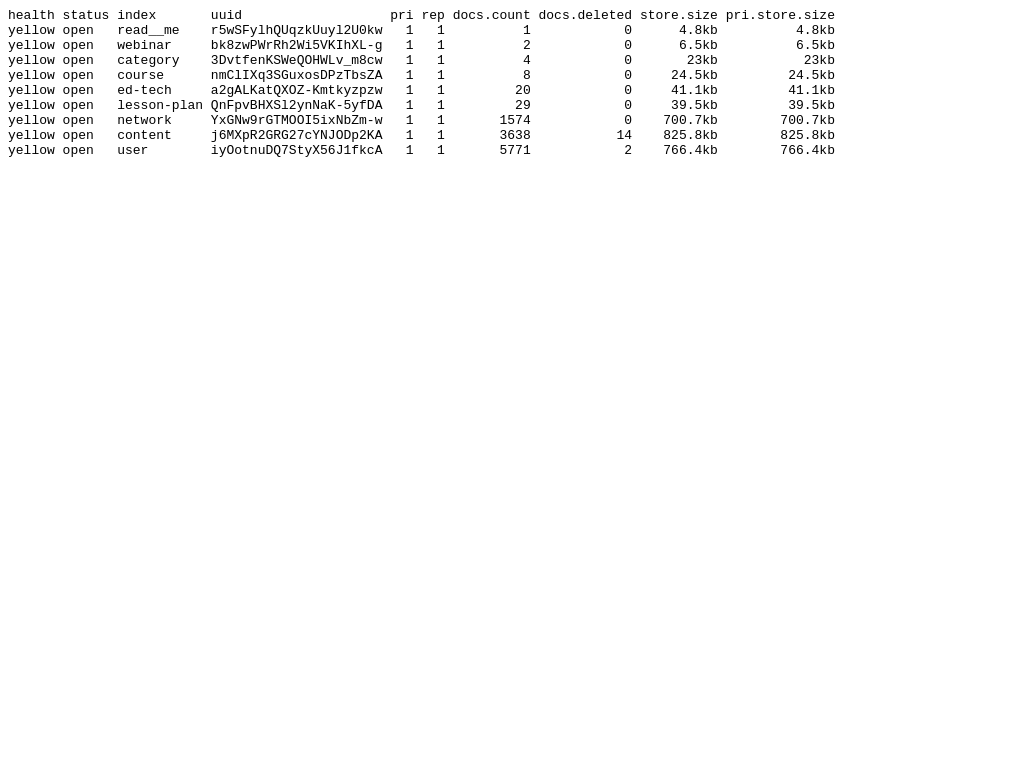 health status index       uuid                   pri rep docs.count docs.deleted store.size pri.store.size
yellow open   read__me    r5wSFylhQUqzkUuyl2U0kw   1   1          1            0      4.8kb          4.8kb
yellow open   webinar     bk8zwPWrRh2Wi5VKIhXL-g   1   1          2            0      6.5kb          6.5kb
yellow open   category    3DvtfenKSWeQOHWLv_m8cw   1   1          4            0       23kb           23kb
yellow open   course      nmClIXq3SGuxosDPzTbsZA   1   1          8            0     24.5kb         24.5kb
yellow open   ed-tech     a2gALKatQXOZ-Kmtkyzpzw   1   1         20            0     41.1kb         41.1kb
yellow open   lesson-plan QnFpvBHXSl2ynNaK-5yfDA   1   1         29            0     39.5kb         39.5kb
yellow open   network     YxGNw9rGTMOOI5ixNbZm-w   1   1       1574            0    700.7kb        700.7kb
yellow open   content     j6MXpR2GRG27cYNJODp2KA   1   1       3638           14    825.8kb        825.8kb
yellow open   user        iyOotnuDQ7StyX56J1fkcA   1   1       5771            2    766.4kb        766.4kb